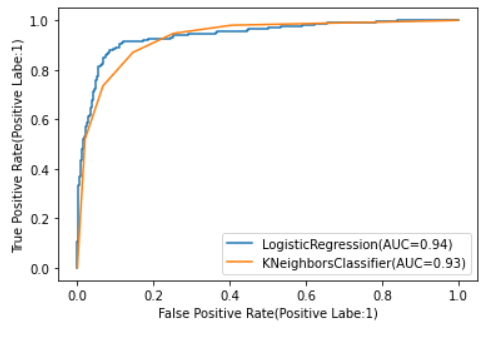 1.0
0.8
0.6
0.4
0.2
0.0
True Positive Rate(Positive Labe:1)
LogisticRegression(AUC=0.94)
KNeighborsClassifier(AUC=0.93)
0.0 0.2 0.4 0.6 0.8 1.0
False Positive Rate(Positive Labe:1)